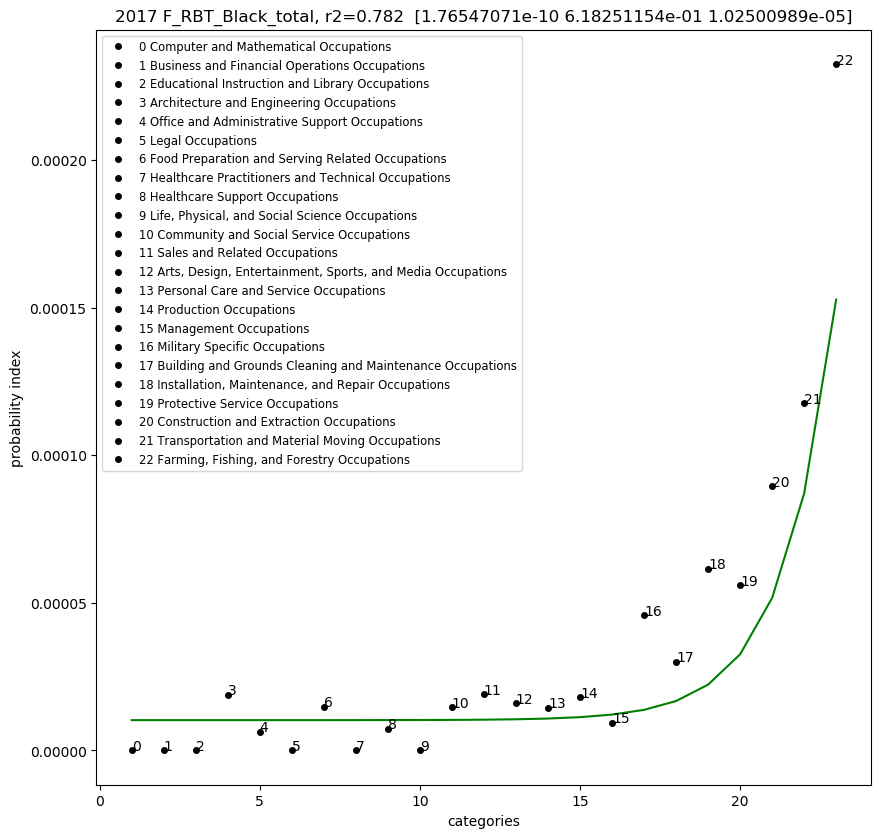 2017 F_RBT_Black_total, r2=0.782  [1.76547071e-10 6.18251154e-01 1.02500989e-05]
0 Computer and Mathematical Occupations
1 Business and Financial Operations Occupations
2 Educational Instruction and Library Occupations
3 Architecture and Engineering Occupations
4 Office and Administrative Support Occupations
5 Legal Occupations
6 Food Preparation and Serving Related Occupations
7 Healthcare Practitioners and Technical Occupations
8 Healthcare Support Occupations
9 Life, Physical, and Social Science Occupations
10 Community and Social Service Occupations
11 Sales and Related Occupations
12 Arts, Design, Entertainment, Sports, and Media Occupations
13 Personal Care and Service Occupations
14 Production Occupations
15 Management Occupations
16 Military Specific Occupations
17 Building and Grounds Cleaning and Maintenance Occupations
18 Installation, Maintenance, and Repair Occupations
19 Protective Service Occupations
20 Construction and Extraction Occupations
21 Transportation and Material Moving Occupations
22 Farming, Fishing, and Forestry Occupations
probability index
0.00020
0.00015
0.00010
0.00005
0.00000
0
1
2
3
4
5
6
7
8
9
10
11
12
13
14
15
16
17
18
19
20
21
22
0
5
10
15
20
categories